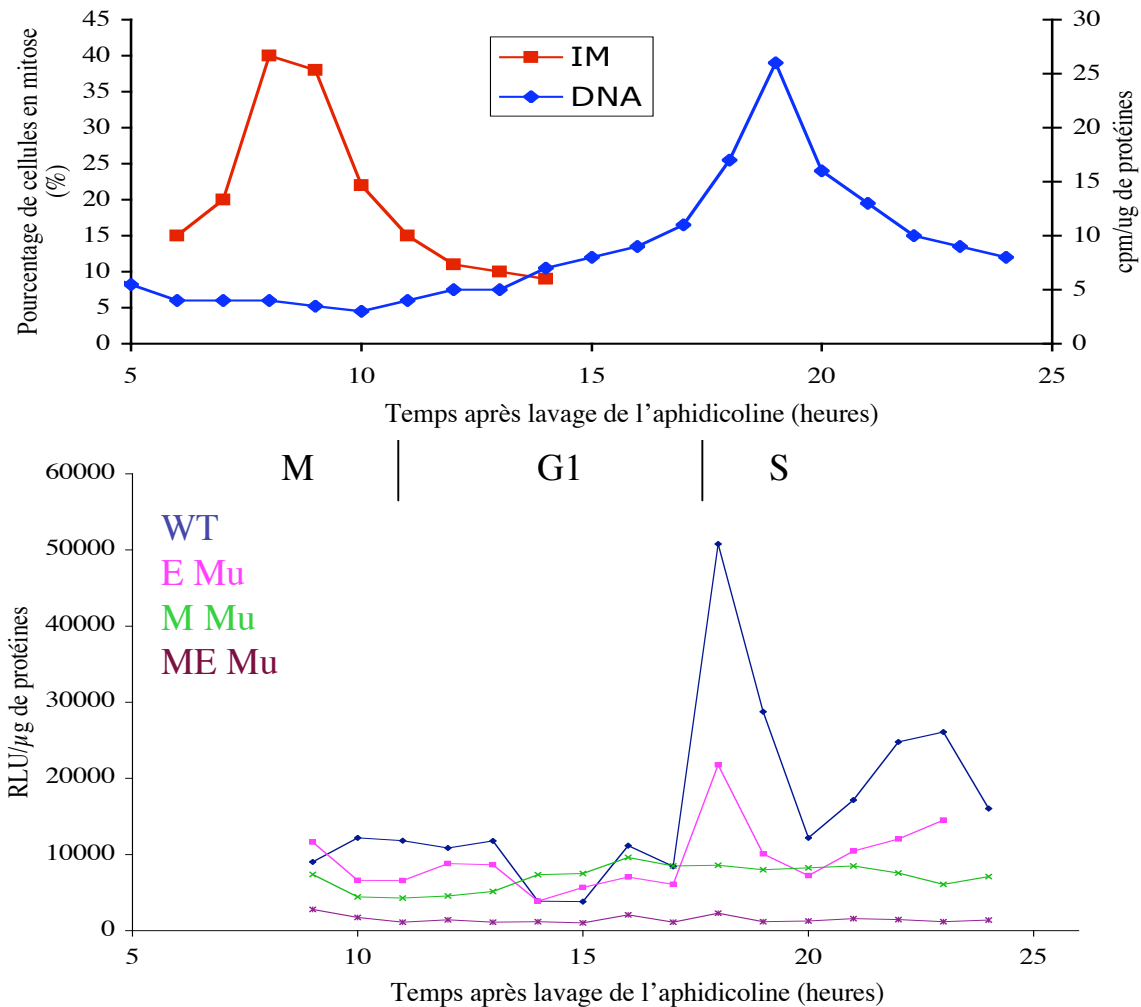 Pourcentage de cellules en mitose
(%)
45
40
35
30
25
20
15
10
5
0
IM
DNA
30
25
20
15
10
5
0
cpm/ug de protéines
5
10
15
20
25
Temps après lavage de l'aphidicoline (heures)
M
G1
S
WT
E Mu
M Mu
ME Mu
RLU/µg de protéines
60000
50000
40000
30000
20000
10000
0
5
10
15
20
25
Temps après lavage de l'aphidicoline (heures)